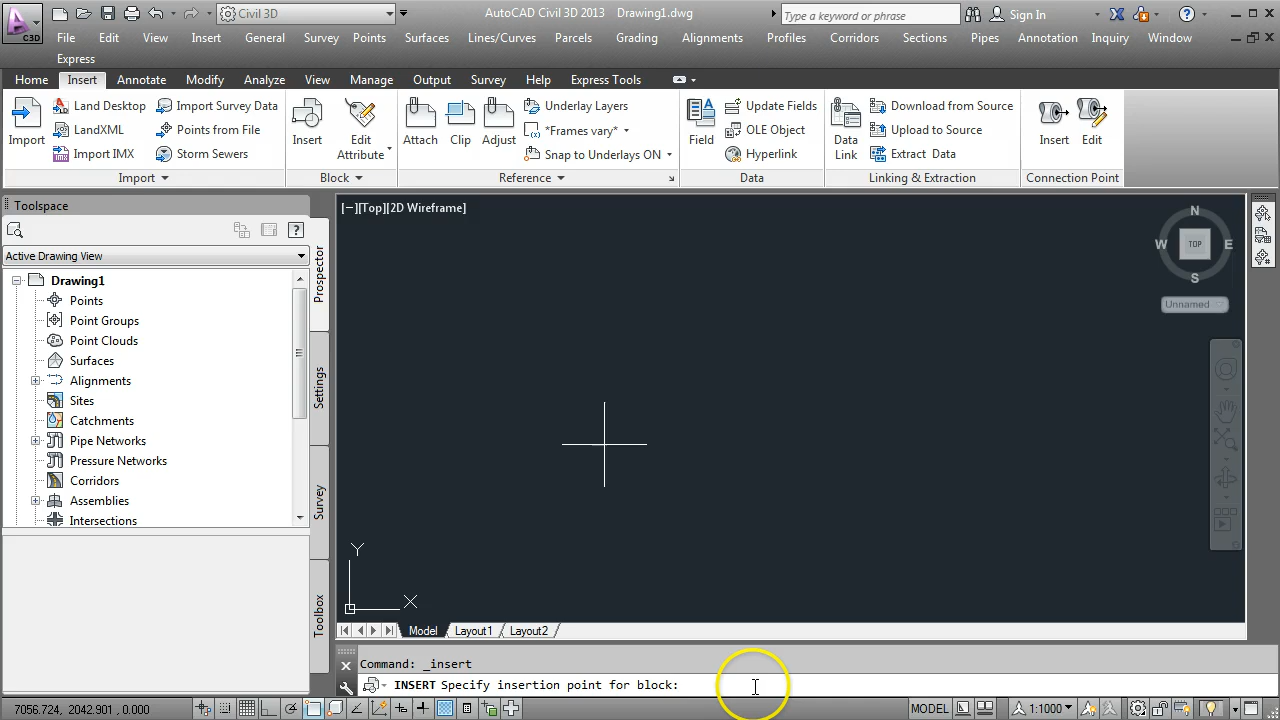 Civil 3D
AutoCAD Civil 3D 2013 Drawing1.dwg
Type a keyword or phrase
Sign In
C3D
File Edit View Insert General Survey Points Surfaces Lines/Curves Parcels Grading Alignments Profiles Corridors Sections Pipes Annotation Inquiry Window
Express
Home Insert Annotate Modify Analyze View Manage Output Survey Help Express Tools
Import
Land Desktop
LandXML
Import IMX
Import Survey Data
Points from File
Storm Sewers
Import
Insert
Edit
Attribute
Block
Attach
Clip
Adjust
Underlay Layers
*Frames vary*
Snap to Underlays ON
Reference
Field
Update Fields
OLE Object
Hyperlink
Data
Data
Link
Download from Source
Upload to Source
Extract Data
Linking & Extraction
Insert
Edit
Connection Point
Toolspace
?
Active Drawing View
Drawing1
Points
Point Groups
Point Clouds
Surfaces
Alignments
Sites
Catchments
Pipe Networks
Pressure Networks
Corridors
Assemblies
Intersections
Prospector
Settings
Survey
Toolbox
[−][Top][2D Wireframe]
N
W TOP E
S
Unnamed
Y
X
Model Layout1 Layout2
Command: _insert
INSERT Specify insertion point for block:
MODEL
1:1000